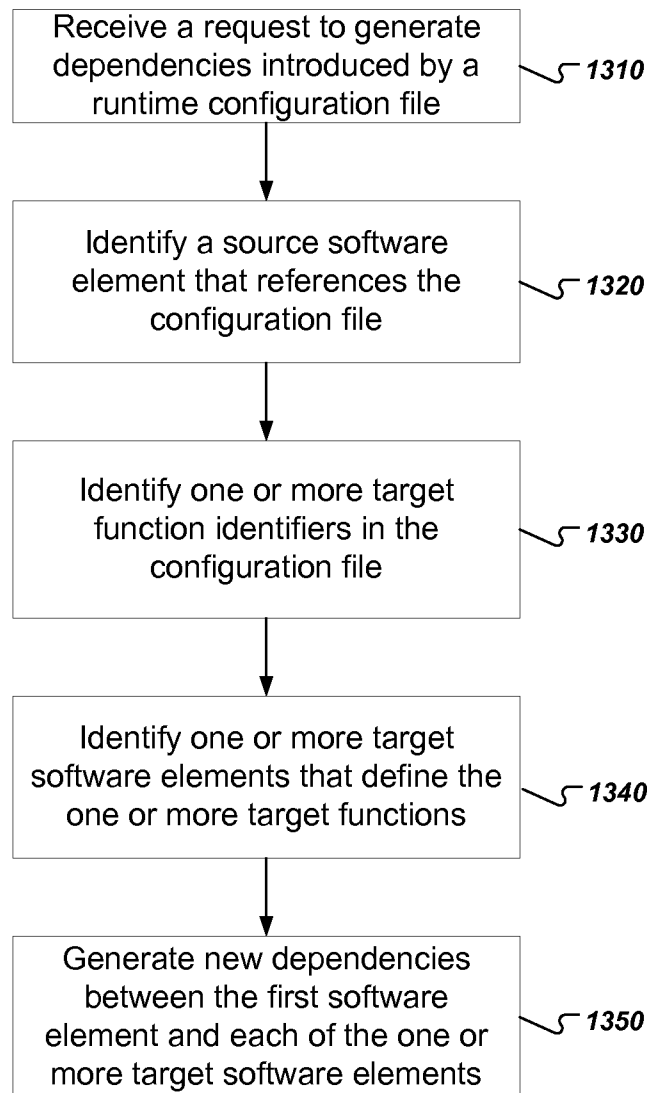 Receive a request to generate
dependencies introduced by a
runtime configuration file
1310
Identify a source software
element that references the
configuration file
1320
Identify one or more target
function identifiers in the
configuration file
1330
Identify one or more target
software elements that define the
one or more target functions
1340
Generate new dependencies
between the first software
element and each of the one or
more target software elements
1350